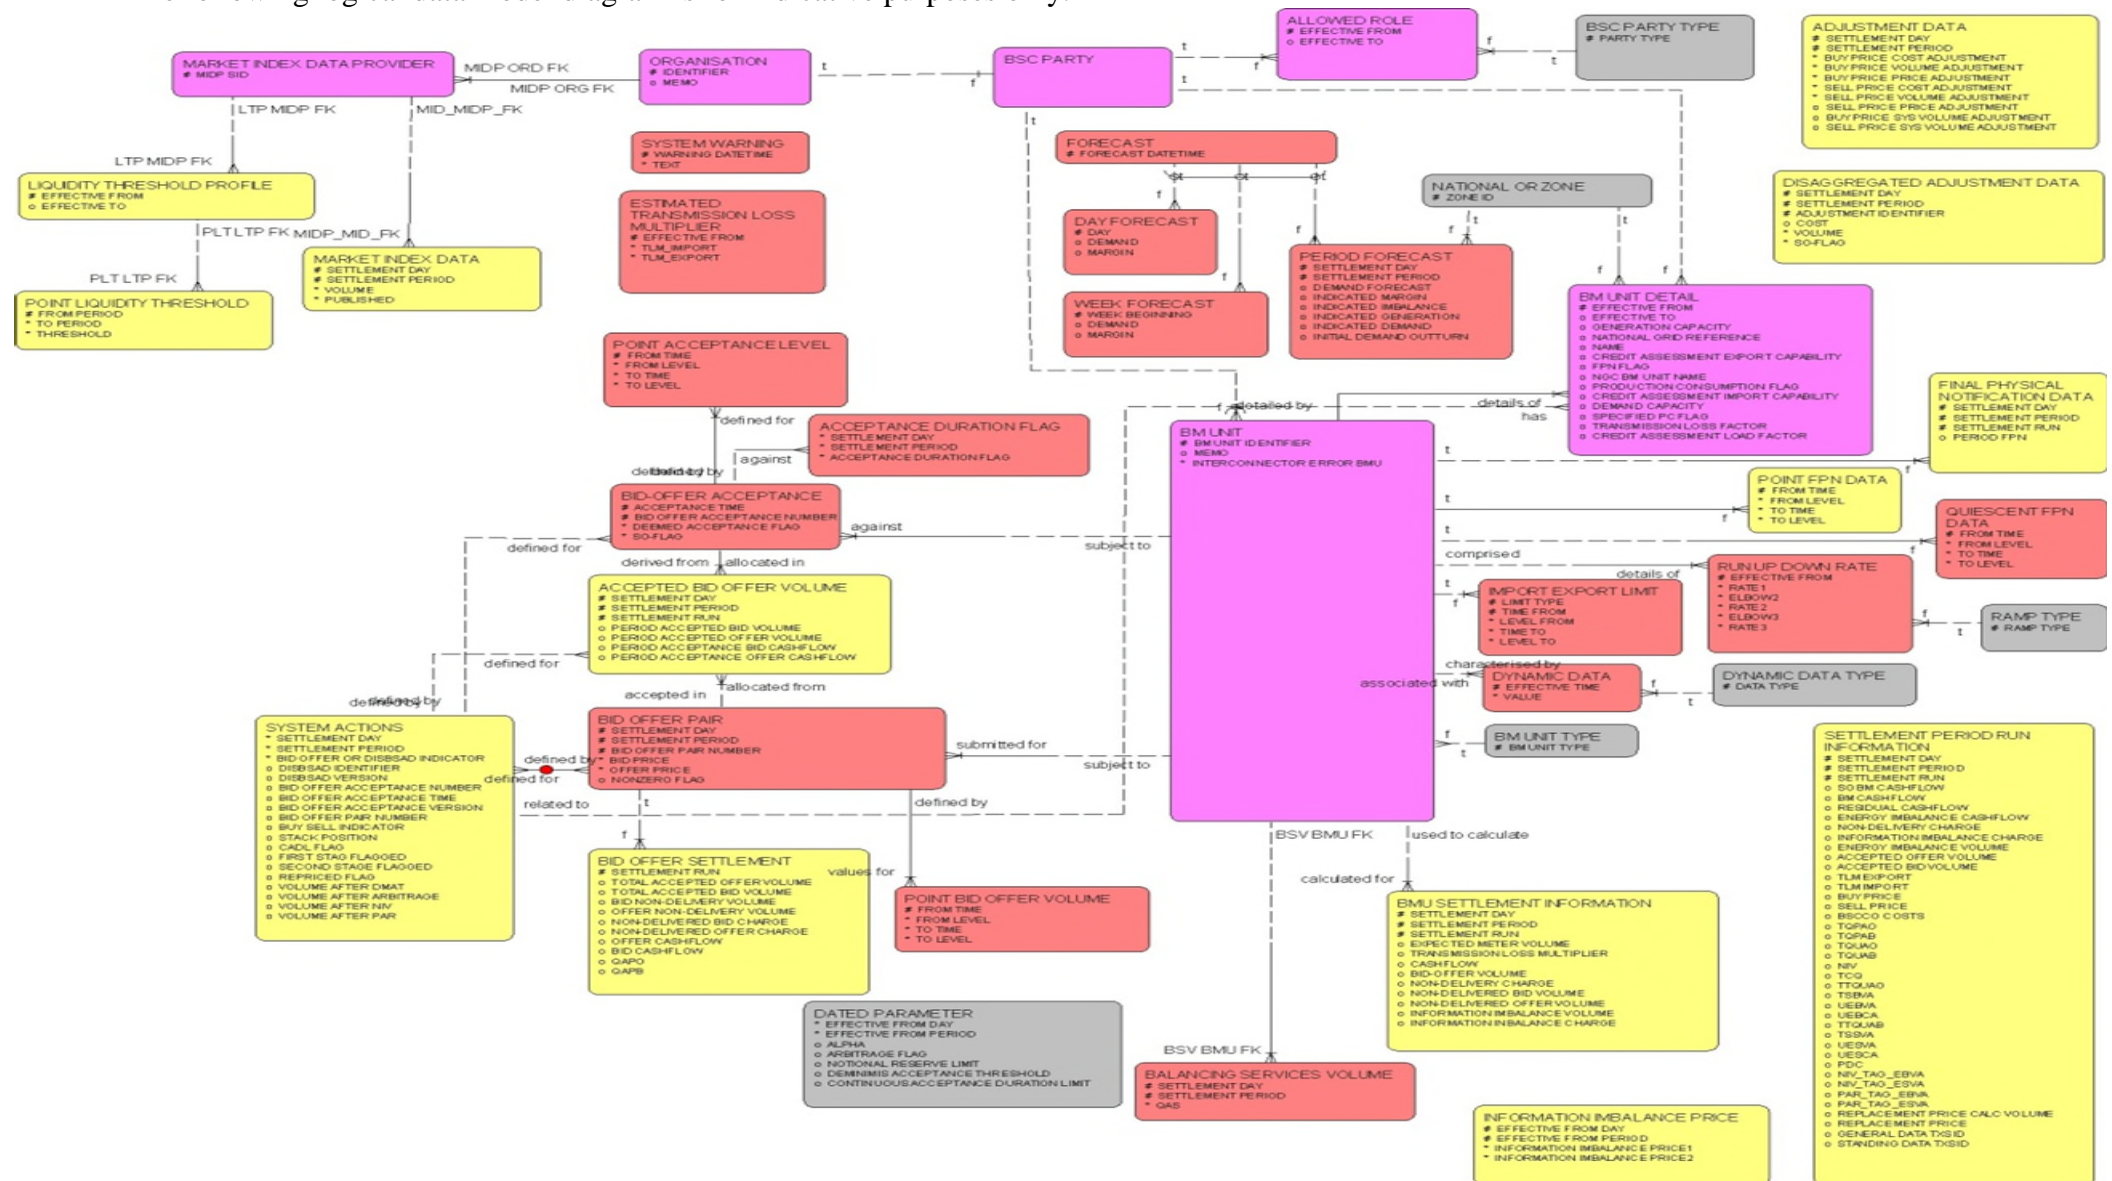 MARKET INDEX DATA PROVIDER
# MIDP SID
MIDP ORD FK
MIDP ORG FK
ORGANISATION
# IDENTIFIER
o MEMO
t
f
BSC PARTY
t
f
t
ALLOWED ROLE
# EFFECTIVE FROM
o EFFECTIVE TO
f
t
BSC PARTY TYPE
# PARTY TYPE
ADJUSTMENT DATA
# SETTLEMENT DAY
# SETTLEMENT PERIOD
* BUY PRICE COST ADJUSTMENT
* BUY PRICE VOLUME ADJUSTMENT
* BUY PRICE PRICE ADJUSTMENT
* SELL PRICE COST ADJUSTMENT
* SELL PRICE VOLUME ADJUSTMENT
o SELL PRICE PRICE ADJUSTMENT
o BUY PRICE SYS VOLUME ADJUSTMENT
o SELL PRICE SYS VOLUME ADJUSTMENT
LTP MIDP FK
MID_MIDP_FK
LTP MIDP FK
LIQUIDITY THRESHOLD PROFILE
# EFFECTIVE FROM
o EFFECTIVE TO
PLT LTP FK
MIDP_MID_FK
PLT LTP FK
MARKET INDEX DATA
# SETTLEMENT DAY
# SETTLEMENT PERIOD
* VOLUME
* PUBLISHED
POINT LIQUIDITY THRESHOLD
# FROM PERIOD
* TO PERIOD
* THRESHOLD
SYSTEM WARNING
# WARNING DATETIME
* TEXT
ESTIMATED
TRANSMISSION LOSS
MULTIPLIER
# EFFECTIVE FROM
* TLM_IMPORT
* TLM_EXPORT
t
FORECAST
# FORECAST DATETIME
f
DAY FORECAST
# DAY
o DEMAND
o MARGIN
f
WEEK FORECAST
# WEEK BEGINNING
o DEMAND
o MARGIN
f
PERIOD FORECAST
# SETTLEMENT DAY
# SETTLEMENT PERIOD
o DEMAND FORECAST
o INDICATED MARGIN
o INDICATED IMBALANCE
o INDICATED GENERATION
o INDICATED DEMAND
o INITIAL DEMAND OUTTURN
NATIONAL OR ZONE
# ZONE ID
t
f
t
f
f
DISAGGREGATED ADJUSTMENT DATA
# SETTLEMENT DAY
# SETTLEMENT PERIOD
# ADJUSTMENT IDENTIFIER
o COST
* VOLUME
* SO-FLAG
BM UNIT DETAIL
# EFFECTIVE FROM
o EFFECTIVE TO
o GENERATION CAPACITY
o NATIONAL GRID REFERENCE
o NAME
o CREDIT ASSESSMENT EXPORT CAPABILITY
o FPN FLAG
o NGC BM UNIT NAME
o PRODUCTION CONSUMPTION FLAG
o CREDIT ASSESSMENT IMPORT CAPABILITY
o DEMAND CAPACITY
o SPECIFIED PC FLAG
o TRANSMISSION LOSS FACTOR
o CREDIT ASSESSMENT LOAD FACTOR
POINT ACCEPTANCE LEVEL
# FROM TIME
* FROM LEVEL
* TO TIME
* TO LEVEL
defined for
ACCEPTANCE DURATION FLAG
* SETTLEMENT DAY
* SETTLEMENT PERIOD
* ACCEPTANCE DURATION FLAG
against
f
detailed by
details of
has
BM UNIT
# BM UNIT IDENTIFIER
o MEMO
* INTERCONNECTOR ERROR BMU
FINAL PHYSICAL
NOTIFICATION DATA
# SETTLEMENT DAY
# SETTLEMENT PERIOD
# SETTLEMENT RUN
o PERIOD FPN
t
f
POINT FPN DATA
# FROM TIME
* FROM LEVEL
* TO TIME
* TO LEVEL
t
f
QUIESCENT FPN
DATA
# FROM TIME
* FROM LEVEL
* TO TIME
* TO LEVEL
t
f
BID-OFFER ACCEPTANCE
# ACCEPTANCE TIME
# BID OFFER ACCEPTANCE NUMBER
* DEEMED ACCEPTANCE FLAG
* SO-FLAG
against
subject to
defined for
derived from
allocated in
comprised
details of
RUN UP DOWN RATE
# EFFECTIVE FROM
* RATE1
* ELBOW2
* RATE2
* ELBOW3
* RATE3
f
t
RAMP TYPE
# RAMP TYPE
t
f
IMPORT EXPORT LIMIT
# LIMIT TYPE
# TIME FROM
* LEVEL FROM
* TIME TO
* LEVEL TO
ACCEPTED BID OFFER VOLUME
# SETTLEMENT DAY
# SETTLEMENT PERIOD
# SETTLEMENT RUN
o PERIOD ACCEPTED BID VOLUME
o PERIOD ACCEPTED OFFER VOLUME
o PERIOD ACCEPTANCE BID CASHFLOW
o PERIOD ACCEPTANCE OFFER CASHFLOW
defined for
accepted in
allocated from
characterised by
associated with
DYNAMIC DATA
# EFFECTIVE TIME
* VALUE
f
t
DYNAMIC DATA TYPE
# DATA TYPE
f
t
BM UNIT TYPE
# BM UNIT TYPE
SYSTEM ACTIONS
* SETTLEMENT DAY
* SETTLEMENT PERIOD
* BID OFFER OR DISBSAD INDICATOR
o DISBSAD IDENTIFIER
o DISBSAD VERSION
o BID OFFER ACCEPTANCE NUMBER
o BID OFFER ACCEPTANCE TIME
o BID OFFER ACCEPTANCE VERSION
o BID OFFER PAIR NUMBER
o BUY SELL INDICATOR
o STACK POSITION
o CADL FLAG
o FIRST STAG FLAGGED
o SECOND STAGE FLAGGED
o REPRICED FLAG
o VOLUME AFTER DMAT
o VOLUME AFTER ARBITRAGE
o VOLUME AFTER NIV
o VOLUME AFTER PAR
defined by
defined for
BID OFFER PAIR
# SETTLEMENT DAY
# SETTLEMENT PERIOD
# BID OFFER PAIR NUMBER
* BID PRICE
* OFFER PRICE
o NONZERO FLAG
submitted for
subject to
related to
t
f
defined by
values for
BID OFFER SETTLEMENT
# SETTLEMENT RUN
o TOTAL ACCEPTED OFFER VOLUME
o TOTAL ACCEPTED BID VOLUME
o BID NON-DELIVERY VOLUME
o OFFER NON-DELIVERY VOLUME
o NON-DELIVERED BID CHARGE
o NON-DELIVERED OFFER CHARGE
o OFFER CASHFLOW
o BID CASHFLOW
o QAPO
o QAPB
POINT BID OFFER VOLUME
# FROM TIME
* FROM LEVEL
* TO TIME
* TO LEVEL
BSV BMU FK
used to calculate
calculated for
BMU SETTLEMENT INFORMATION
# SETTLEMENT DAY
# SETTLEMENT PERIOD
# SETTLEMENT RUN
o EXPECTED METER VOLUME
o TRANSMISSION LOSS MULTIPLIER
o CASHFLOW
o BID-OFFER VOLUME
o NON-DELIVERY CHARGE
o NON-DELIVERED BID VOLUME
o NON-DELIVERED OFFER VOLUME
o INFORMATION IMBALANCE VOLUME
o INFORMATION INBALANCE CHARGE
SETTLEMENT PERIOD RUN
INFORMATION
# SETTLEMENT DAY
# SETTLEMENT PERIOD
# SETTLEMENT RUN
o SO BM CASHFLOW
o BM CASHFLOW
o RESIDUAL CASHFLOW
o ENERGY IMBALANCE CASHFLOW
o NON-DELIVERY CHARGE
o INFORMATION IMBALANCE CHARGE
o ENERGY IMBALANCE VOLUME
o ACCEPTED OFFER VOLUME
o ACCEPTED BID VOLUME
o TLM EXPORT
o TLM IMPORT
o BUY PRICE
o SELL PRICE
o BSCCO COSTS
o TQPAO
o TQPAB
o TQUAO
o TQUAB
o NIV
o TCQ
o TTQUAO
o TSBVA
o UEBVA
o UEBCA
o TTQUAB
o TSSVA
o UESVA
o UESCA
o PDC
o NIV_TAG_EBVA
o NIV_TAG_ESVA
o PAR_TAG_EBVA
o PAR_TAG_ESVA
o REPLACEMENT PRICE CALC VOLUME
o REPLACEMENT PRICE
o GENERAL DATA TXSID
o STANDING DATA TXSID
DATED PARAMETER
* EFFECTIVE FROM DAY
* EFFECTIVE FROM PERIOD
o ALPHA
o ARBITRAGE FLAG
o NOTIONAL RESERVE LIMIT
o DEMINIMIS ACCEPTANCE THRESHOLD
o CONTINUOUS ACCEPTANCE DURATION LIMIT
BSV BMU FK
BALANCING SERVICES VOLUME
# SETTLEMENT DAY
# SETTLEMENT PERIOD
* QAS
INFORMATION IMBALANCE PRICE
# EFFECTIVE FROM DAY
# EFFECTIVE FROM PERIOD
* INFORMATION IMBALANCE PRICE1
* INFORMATION IMBALANCE PRICE2